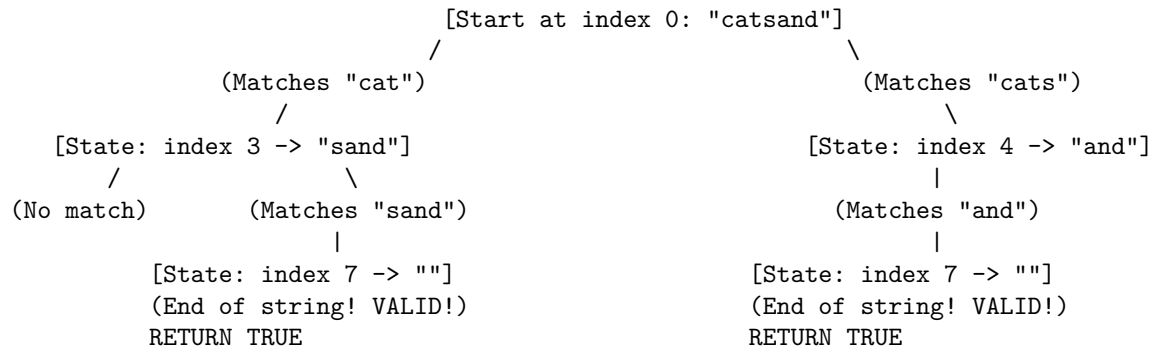 [Start at index 0: "catsand"]
/ \
(Matches "cat") (Matches "cats")
/ \
[State: index 3 -> "sand"] [State: index 4 -> "and"]
/ \ |
(No match) (Matches "sand") (Matches "and")
| |
[State: index 7 -> ""] [State: index 7 -> ""]
(End of string! VALID!) (End of string! VALID!)
RETURN TRUE RETURN TRUE